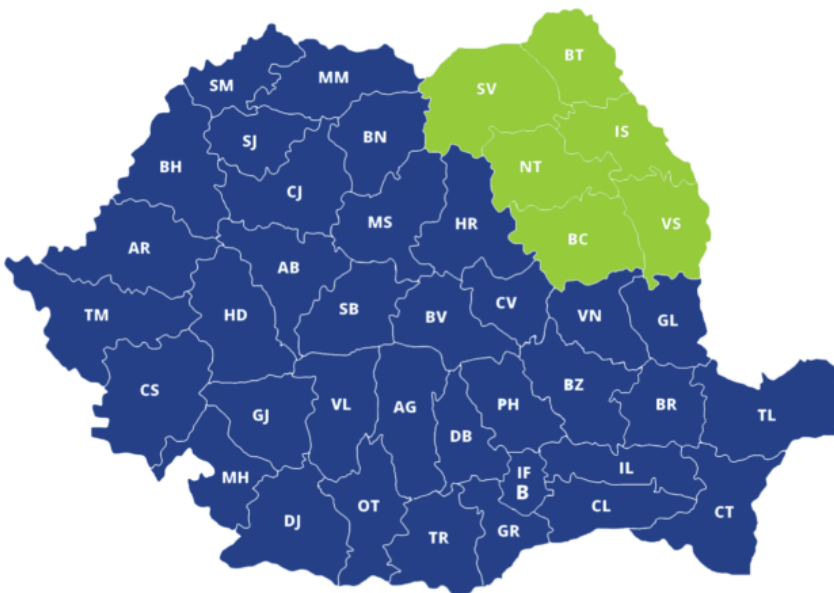 BT
SM
MM
SV
IS
SJ
BN
BH
NT
CJ
MS
HR
VS
BC
AR
AB
CV
TM
HD
SB
BV
VN
GL
CS
BZ
GJ
VL
AG
PH
BR
TL
DB
MH
IF
IL
B
OT
CL
CT
DJ
TR
GR